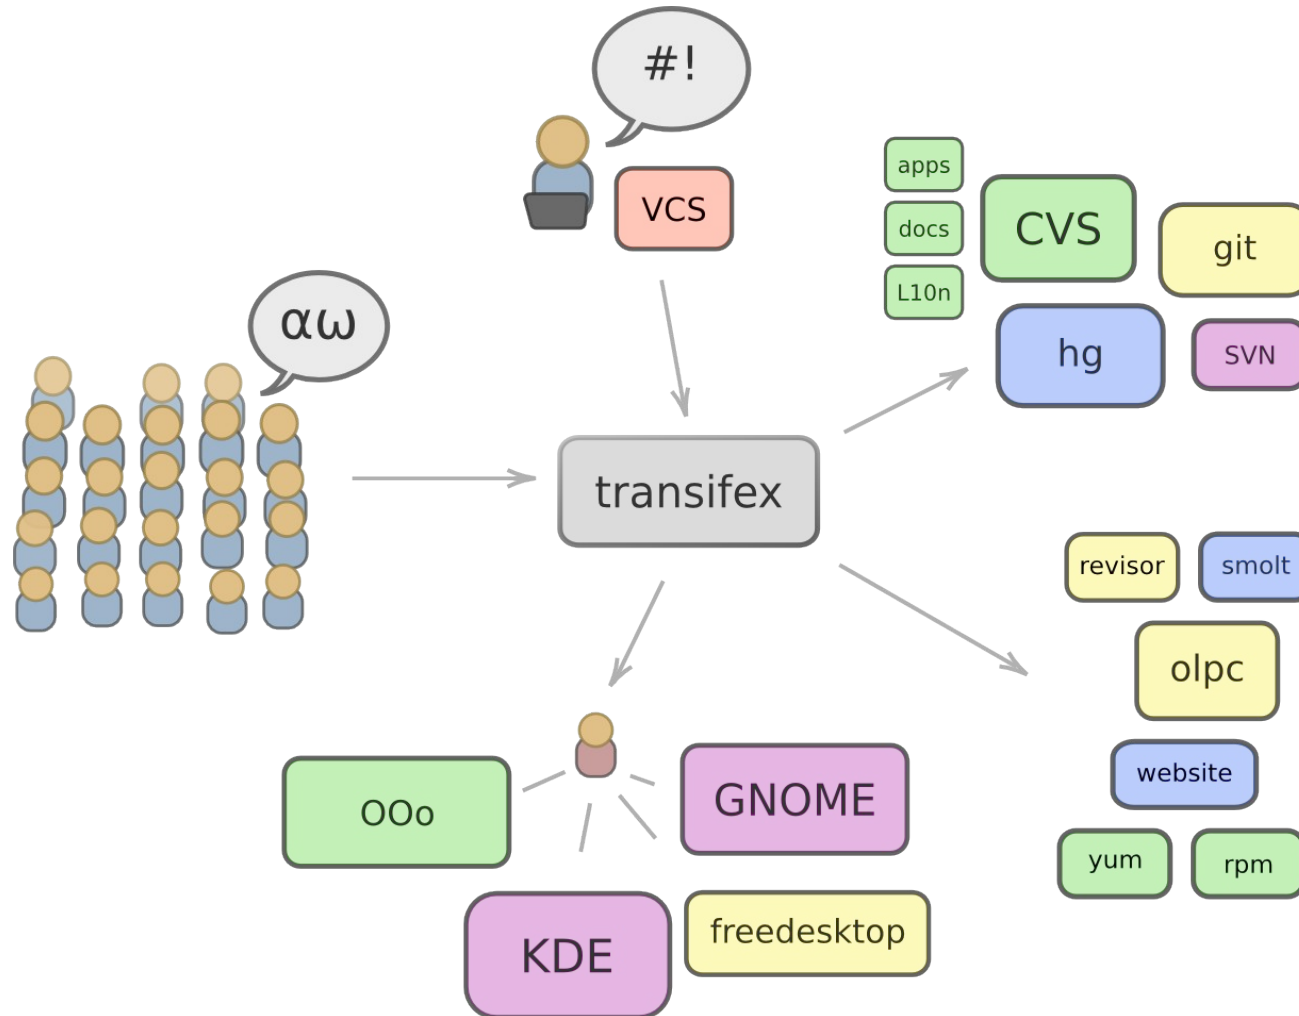 #!
VCS
apps
docs
L10n
CVS
git
hg
SVN
αω
transifex
revisor
smolt
olpc
website
yum
rpm
OOo
GNOME
KDE
freedesktop